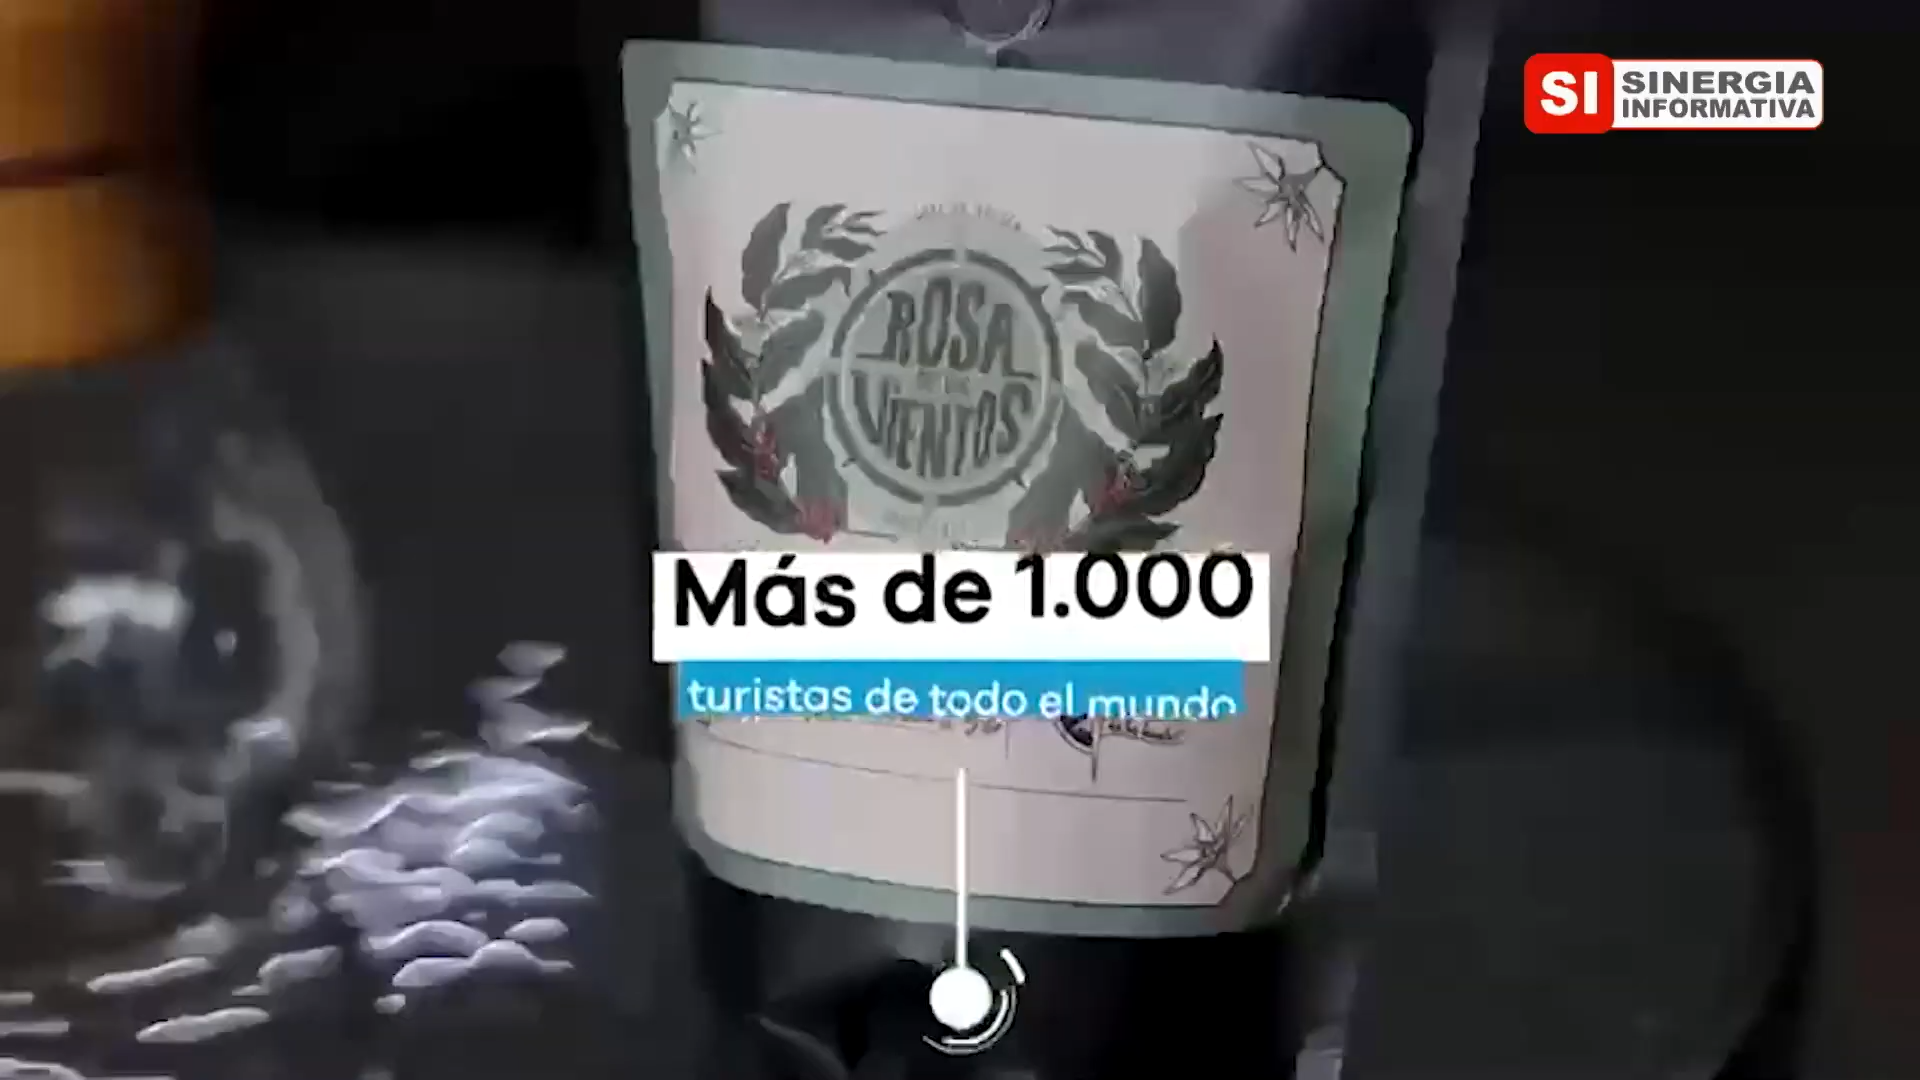 SI SINERGIA
INFORMATIVA
ROSA
VIENTOS
Más de 1.000
turistas de todo el mundo